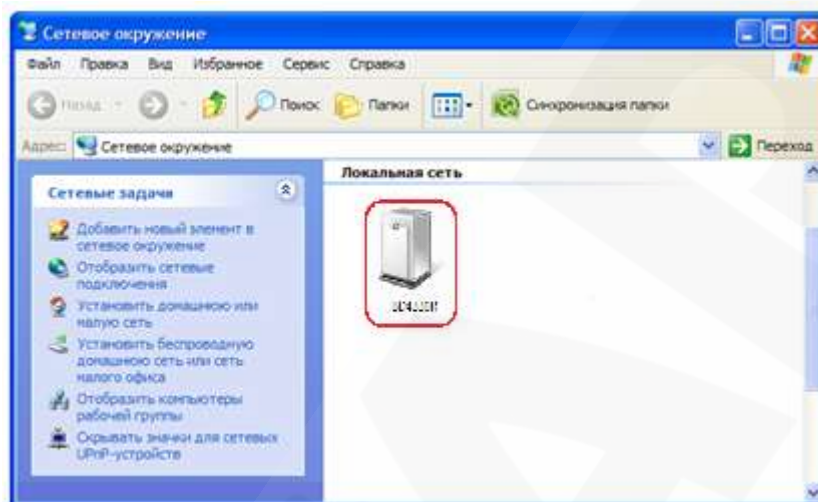 Сетевое окружение
Файл Правка Вид Избранное Сервис Справка
Назад Поиск Папки Синхронизация папки
Адрес: Сетевое окружение Переход
Локальная сеть
Сетевые задачи
Добавить новый элемент в
сетевое окружение
Отобразить сетевые
подключения
Установить домашнюю или
малую сеть
Установить беспроводную
домашнюю сеть или сеть
малого офиса
Отобразить компьютеры
рабочей группы
Скрывать значки для сетевых
UPnP-устройств